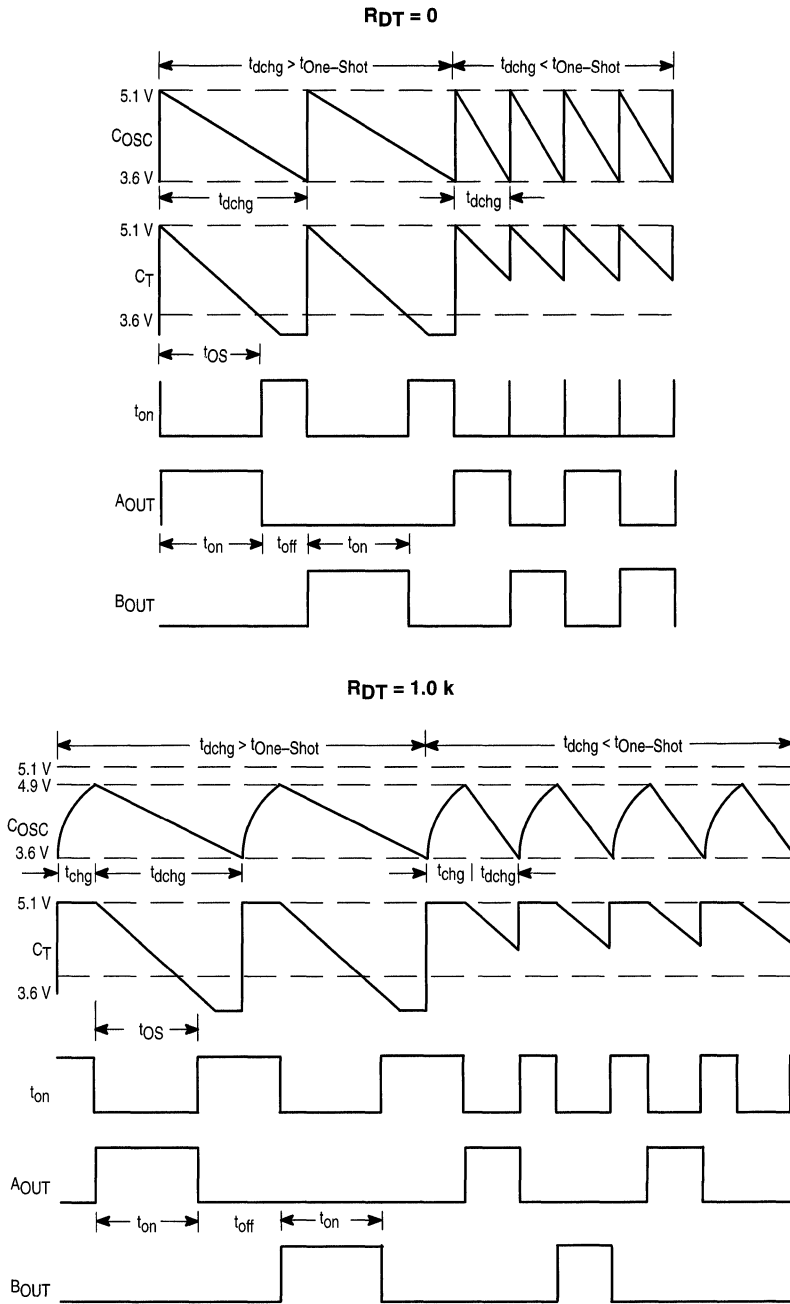 RDT = 0
tdchg > tOne–Shot
tdchg < tOne–Shot
5.1 V
COSC
3.6 V
tdchg
tdchg
5.1 V
CT
3.6 V
tOS
ton
AOUT
ton
toff
ton
BOUT
RDT = 1.0 k
tdchg > tOne–Shot
tdchg < tOne–Shot
5.1 V
4.9 V
COSC
3.6 V
tchg
tdchg
tchg
tdchg
5.1 V
CT
3.6 V
tOS
ton
AOUT
ton
toff
ton
BOUT